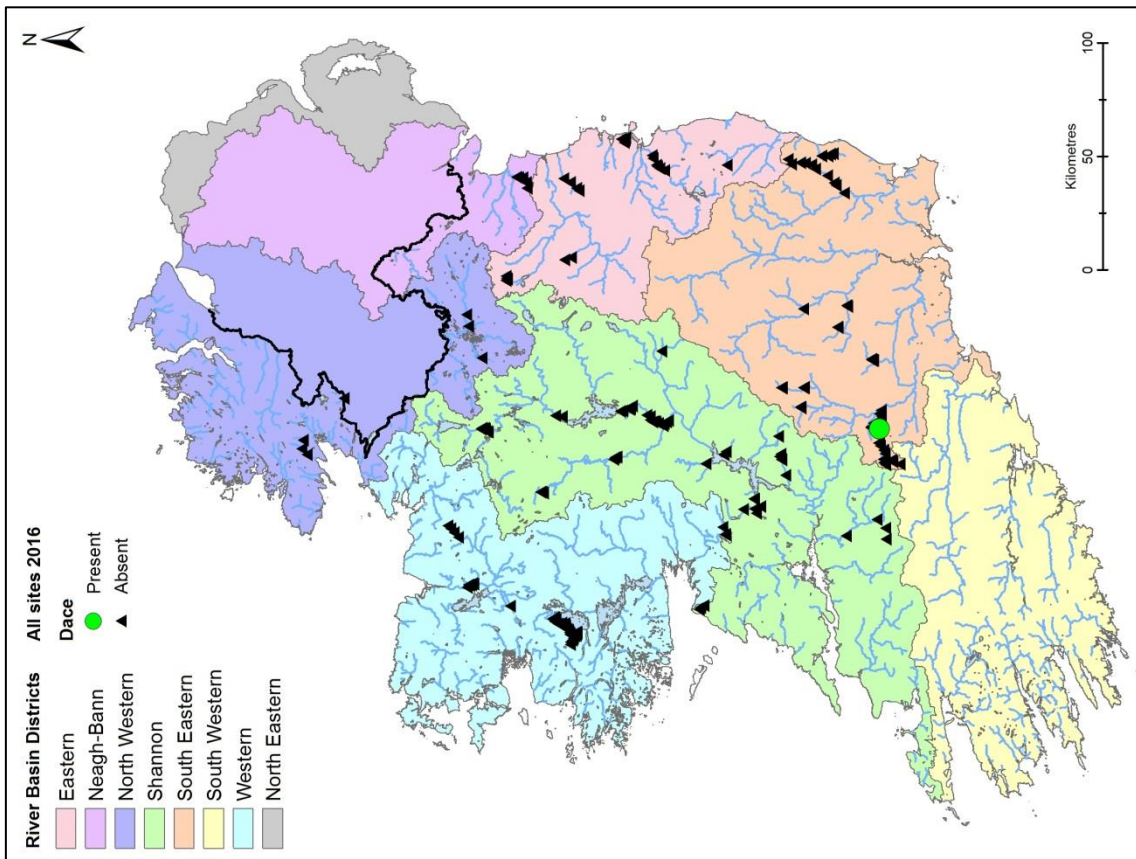 River Basin Districts
Eastern
Neagh-Bann
North Western
Shannon
South Eastern
South Western
Western
North Eastern
All sites 2016
Dace
Present
Absent
N
Kilometres
0
50
100